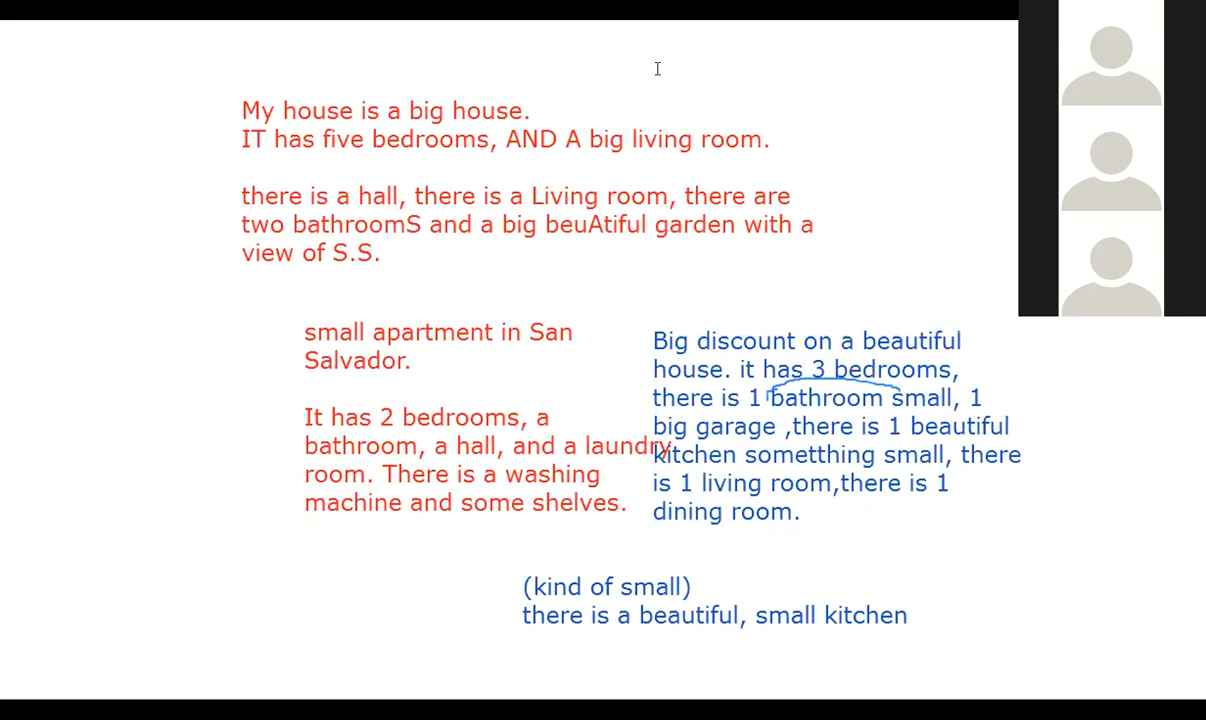 My house is a big house.
IT has five bedrooms, AND A big living room.
there is a hall, there is a Living room, there are
two bathroomS and a big beuAtiful garden with a
view of S.S.
small apartment in San
Salvador.
It has 2 bedrooms, a
bathroom, a hall, and a laundry
room. There is a washing
machine and some shelves.
Big discount on a beautiful
house. it has 3 bedrooms,
there is 1 bathroom small, 1
big garage ,there is 1 beautiful
kitchen sometthing small, there
is 1 living room,there is 1
dining room.
(kind of small)
there is a beautiful, small kitchen